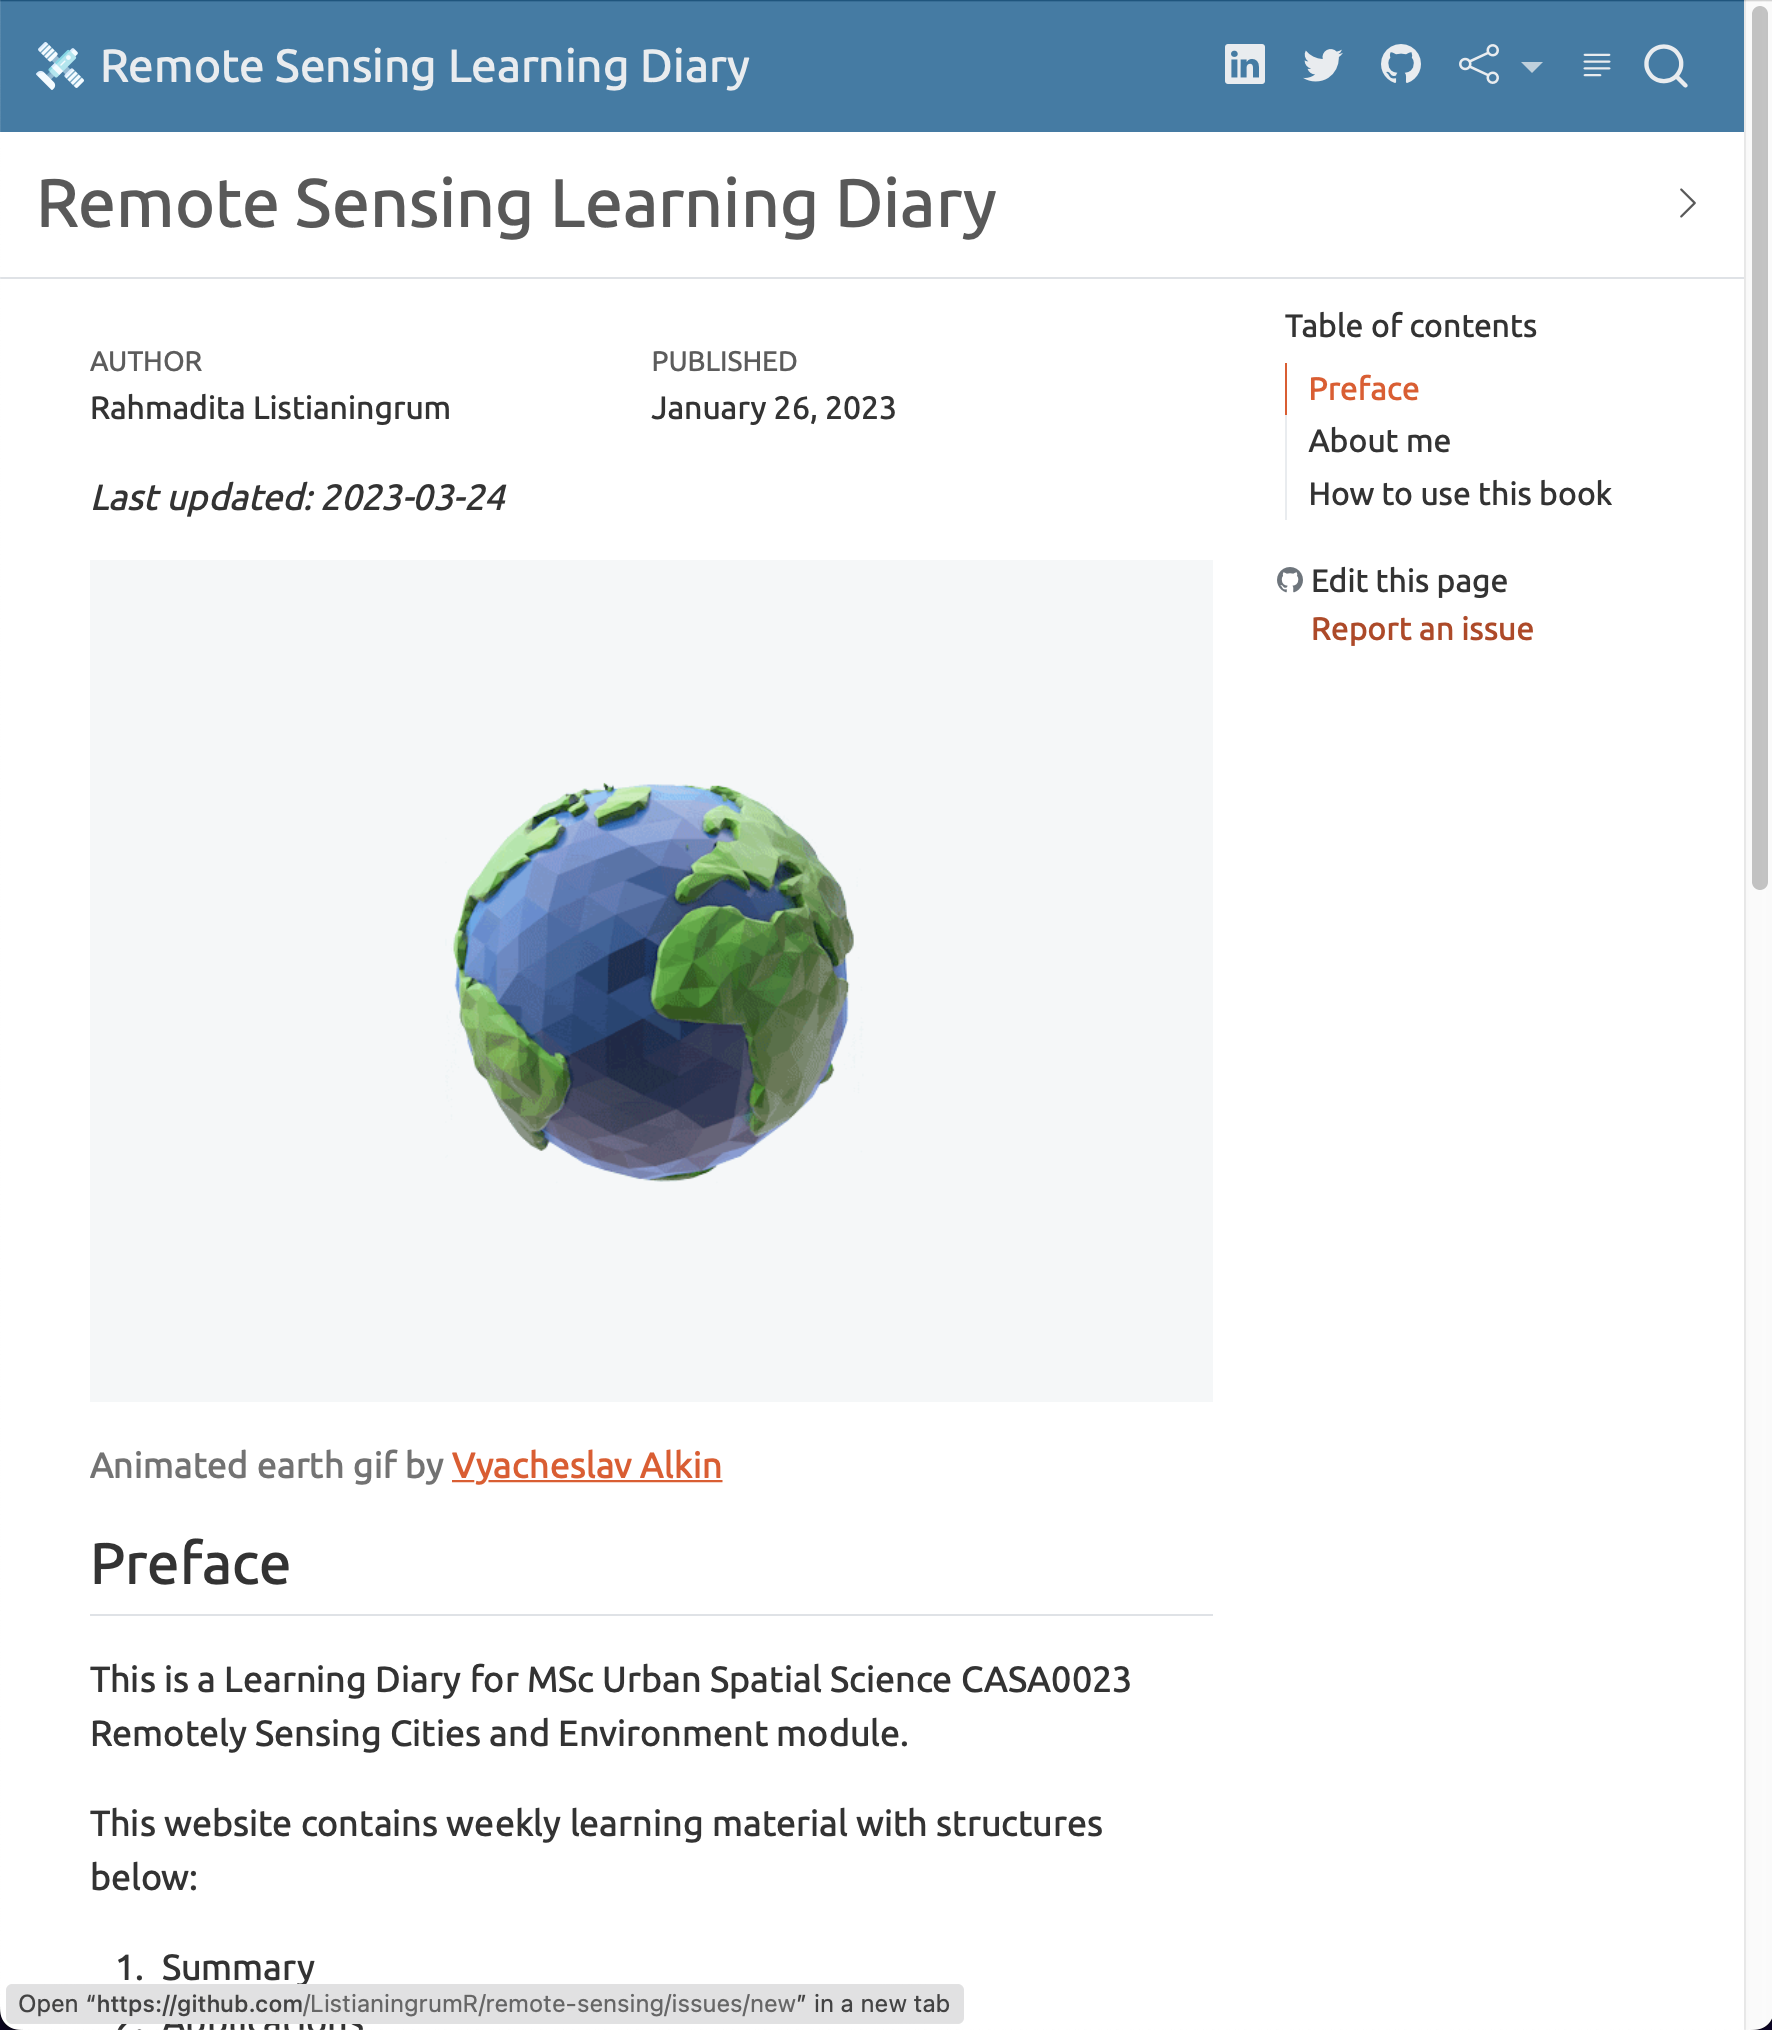 Remote Sensing Learning Diary
Remote Sensing Learning Diary
AUTHOR
Rahmadita Listianingrum
PUBLISHED
January 26, 2023
Last updated: 2023-03-24
Table of contents
Preface
About me
How to use this book
Edit this page
Report an issue
Animated earth gif by Vyacheslav Alkin
Preface
This is a Learning Diary for MSc Urban Spatial Science CASA0023
Remotely Sensing Cities and Environment module.
This website contains weekly learning material with structures
below:
1. Summary
2. Applications
Open “https://github.com/ListianingrumR/remote-sensing/issues/new” in a new tab